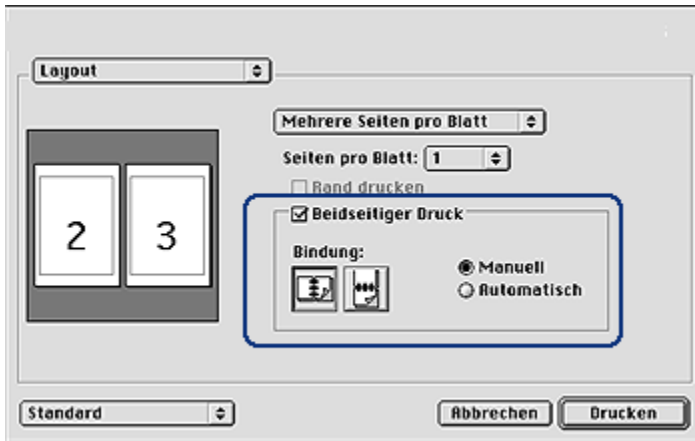 Layout
Mehrere Seiten pro Blatt
Seiten pro Blatt: 1
Rand drucken
Beidseitiger Druck
2 3
Bindung:
Manuell
Automatisch
Standard
Abbrechen
Drucken